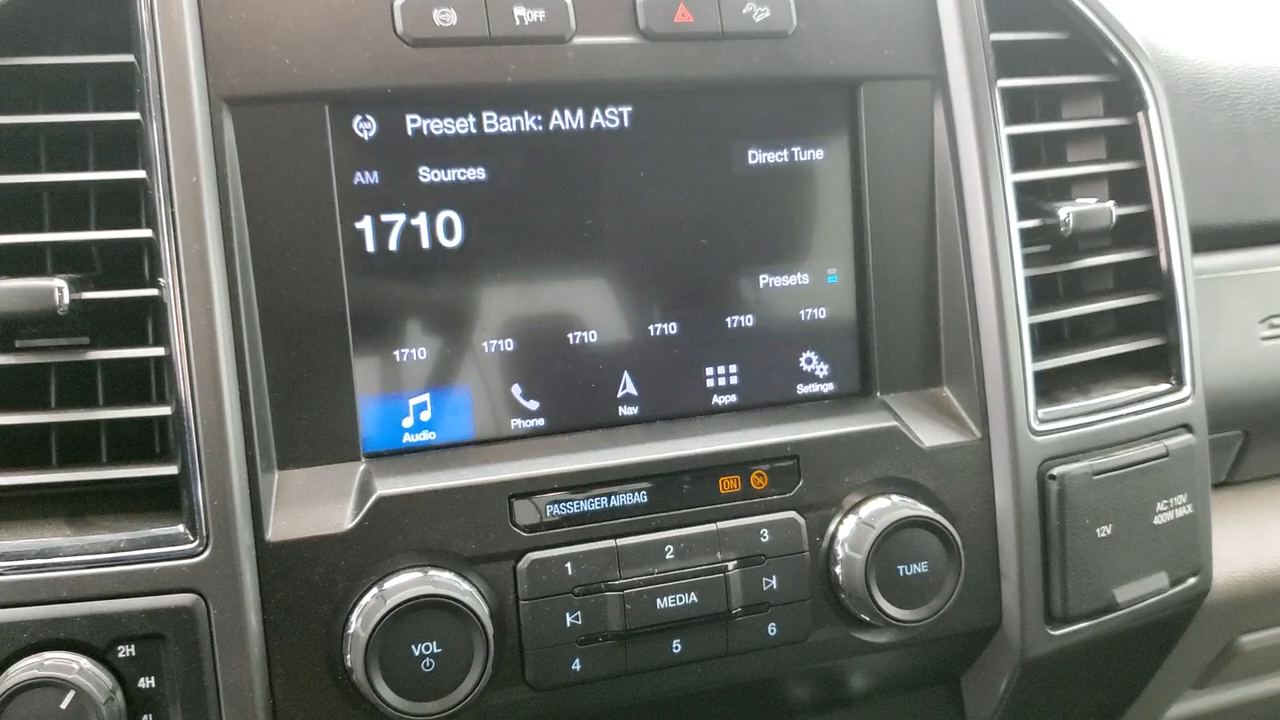 OFF
AM
Preset Bank: AM AST
AM Sources
Direct Tune
1710
Presets
1710 1710 1710 1710 1710 1710
Audio Phone Nav Apps Settings
PASSENGER AIRBAG ON
1 2 3
MEDIA
4 5 6
VOL
TUNE
12V
AC 110V
400W MAX.
2H
4H